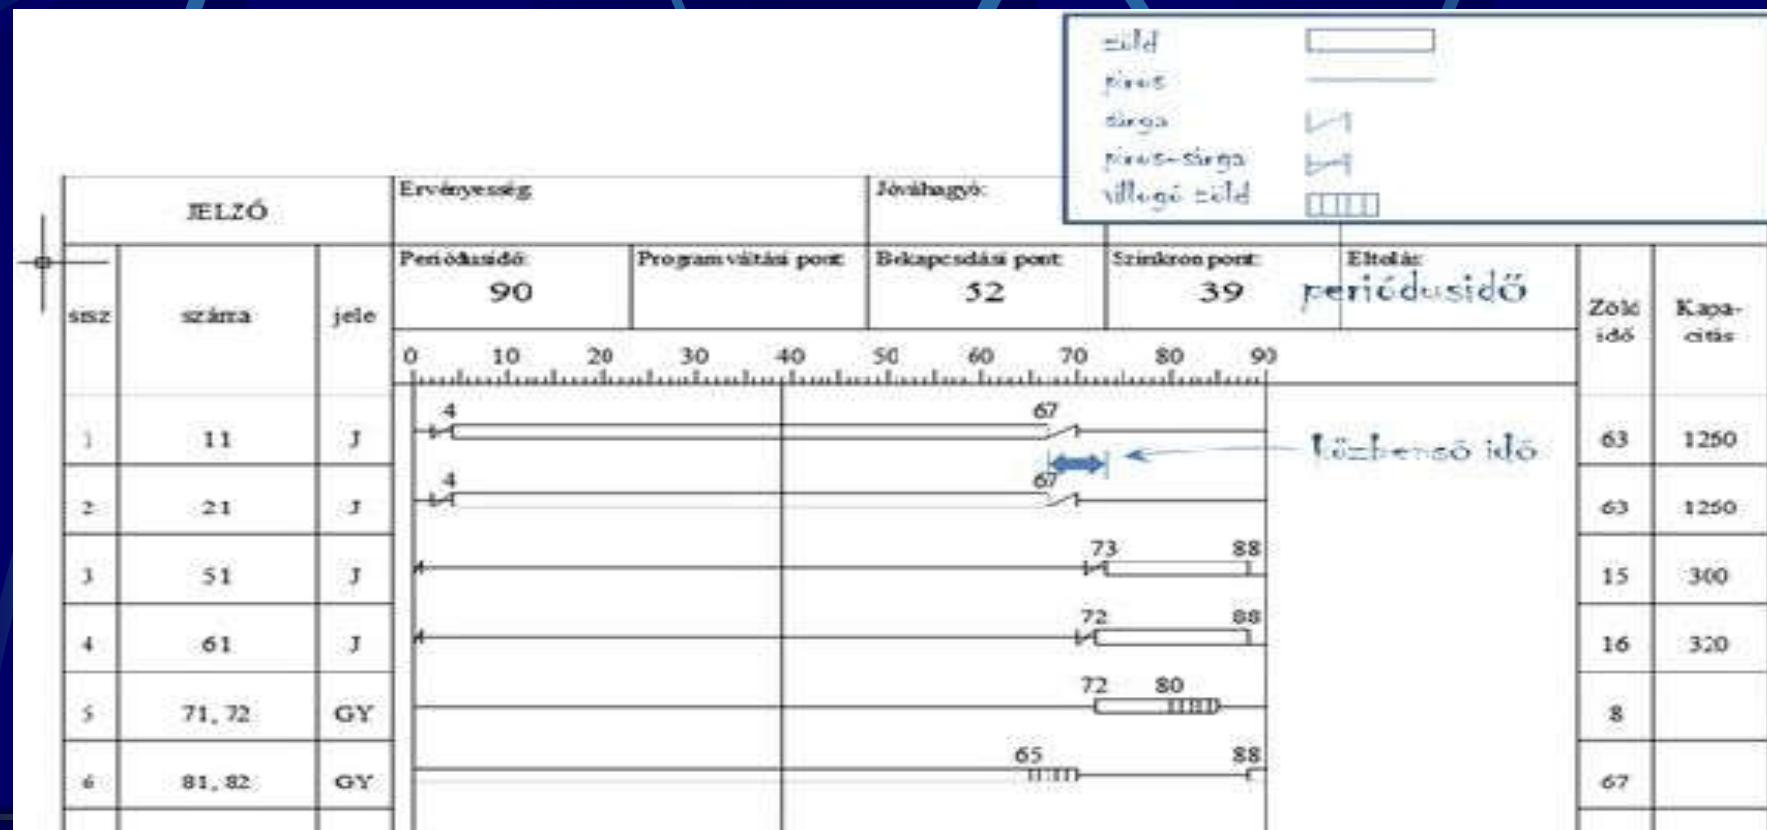 zöld
piros
sárga
piros-sárga
villogó zöld
JELZŐ
Érvényesség:
Jóváhagyó:
srsz
száma
jele
Periódusidő:
90
Program váltási pont:
Bekapcsolási pont:
52
Szinkron pont:
39
Eltolás:
periódusidő
Zöld
idő
Kapa-
citás
0 10 20 30 40 50 60 70 80 90
1 11 J 4 67 63 1250
közbenső idő
2 21 J 4 67 63 1250
3 51 J 73 88 15 300
4 61 J 72 88 16 320
5 71, 72 GY 72 80 8
6 81, 82 GY 65 88 67